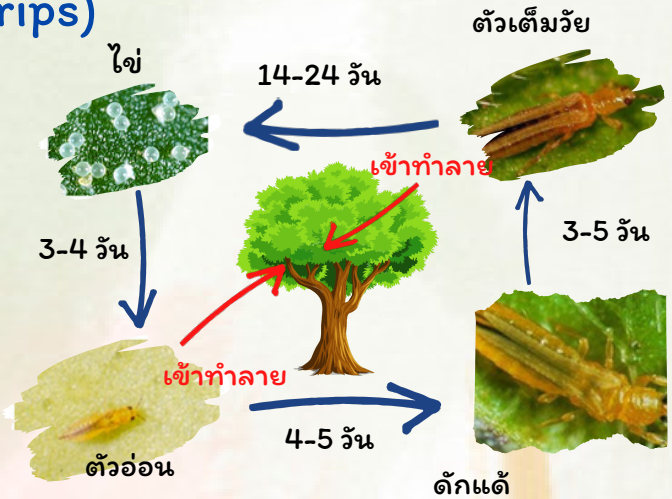 rips)
ตัวเต็มวัย
ไข่
14-24 วัน
เข้าทำลาย
3-4 วัน
3-5 วัน
เข้าทำลาย
4-5 วัน
ตัวอ่อน
ดักแด้